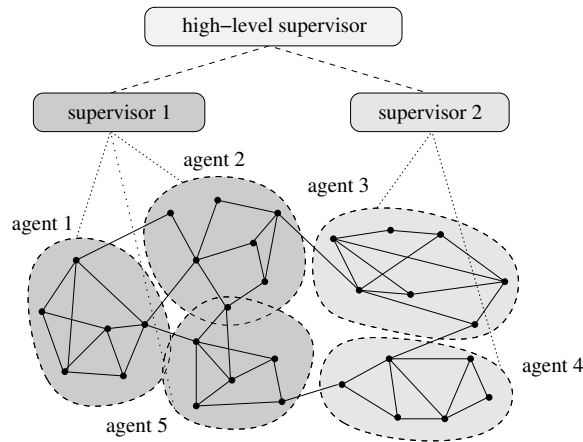 high−level supervisor
supervisor 1
supervisor 2
agent 2
agent 3
agent 1
agent 4
agent 5